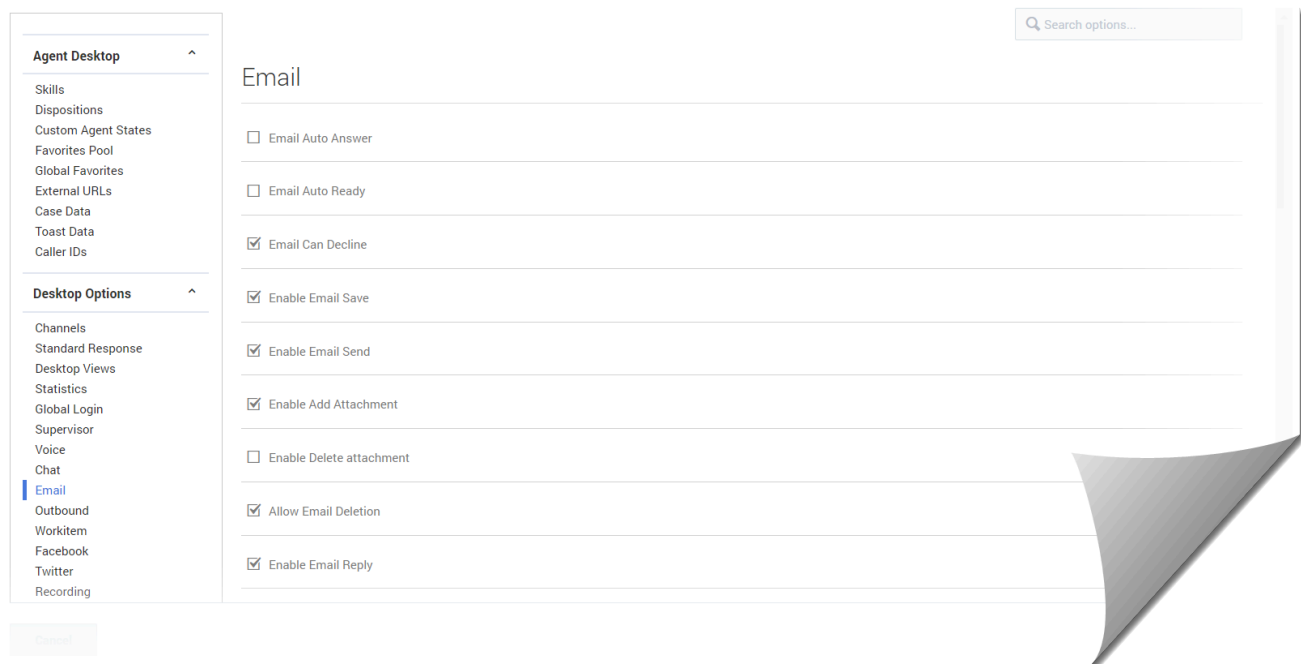 Search options...
Agent Desktop
Skills
Dispositions
Custom Agent States
Favorites Pool
Global Favorites
External URLs
Case Data
Toast Data
Caller IDs
Desktop Options
Channels
Standard Response
Desktop Views
Statistics
Global Login
Supervisor
Voice
Chat
Email
Outbound
Workitem
Facebook
Twitter
Recording
Email
Email Auto Answer
Email Auto Ready
Email Can Decline
Enable Email Save
Enable Email Send
Enable Add Attachment
Enable Delete attachment
Allow Email Deletion
Enable Email Reply
Cancel